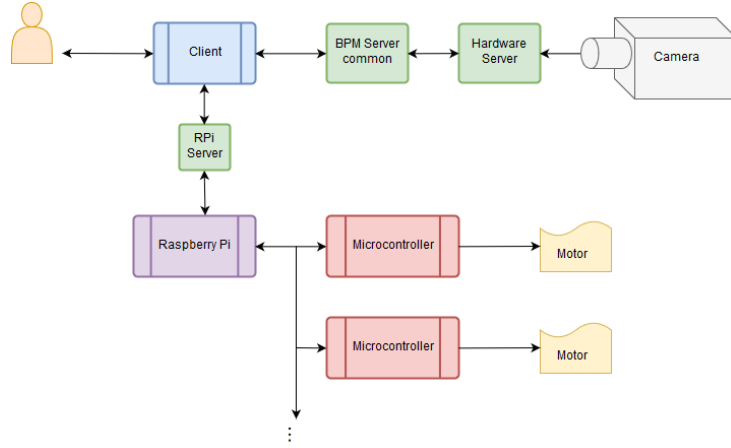 Client
BPM Server
common
Hardware
Server
Camera
RPi
Server
Raspberry Pi
Microcontroller
Motor
Microcontroller
Motor
...